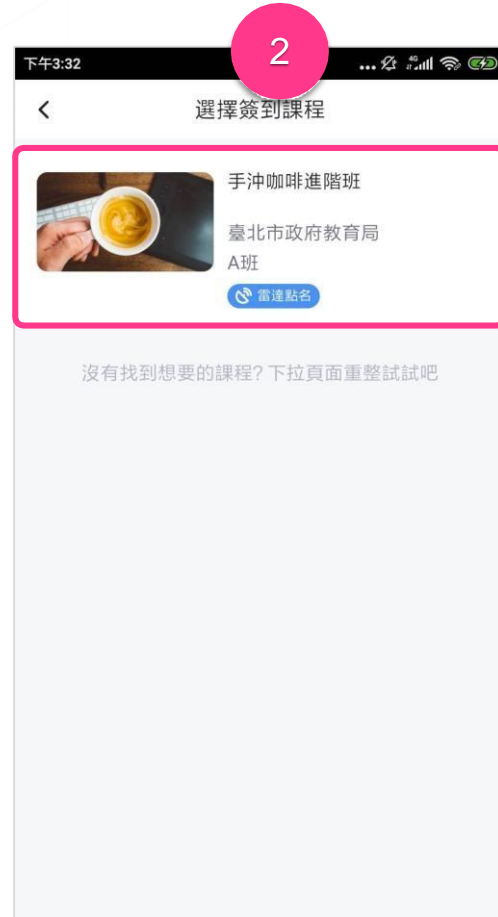 2
下午3:32
4G
選擇簽到課程
手沖咖啡進階班
臺北市政府教育局
A班
雷達點名
沒有找到想要的課程? 下拉頁面重整試試吧